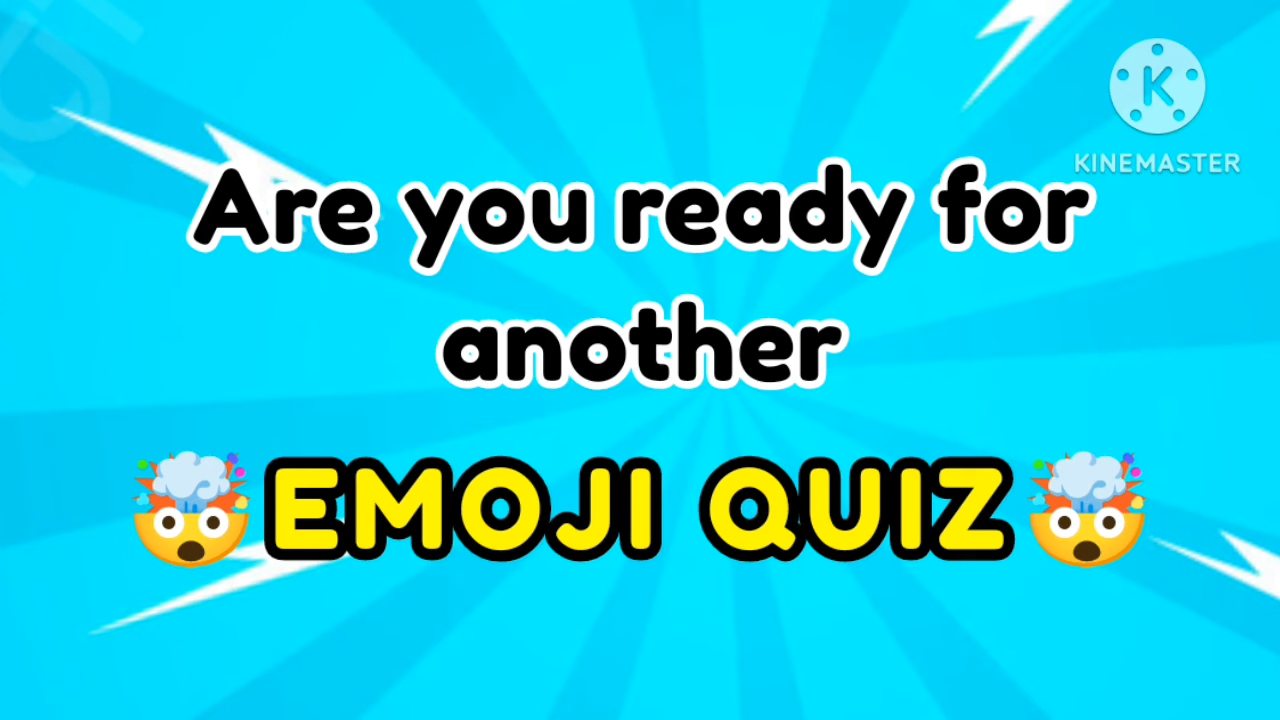 K
KINEMASTER
Are you ready for
another
🤯EMOJI QUIZ🤯